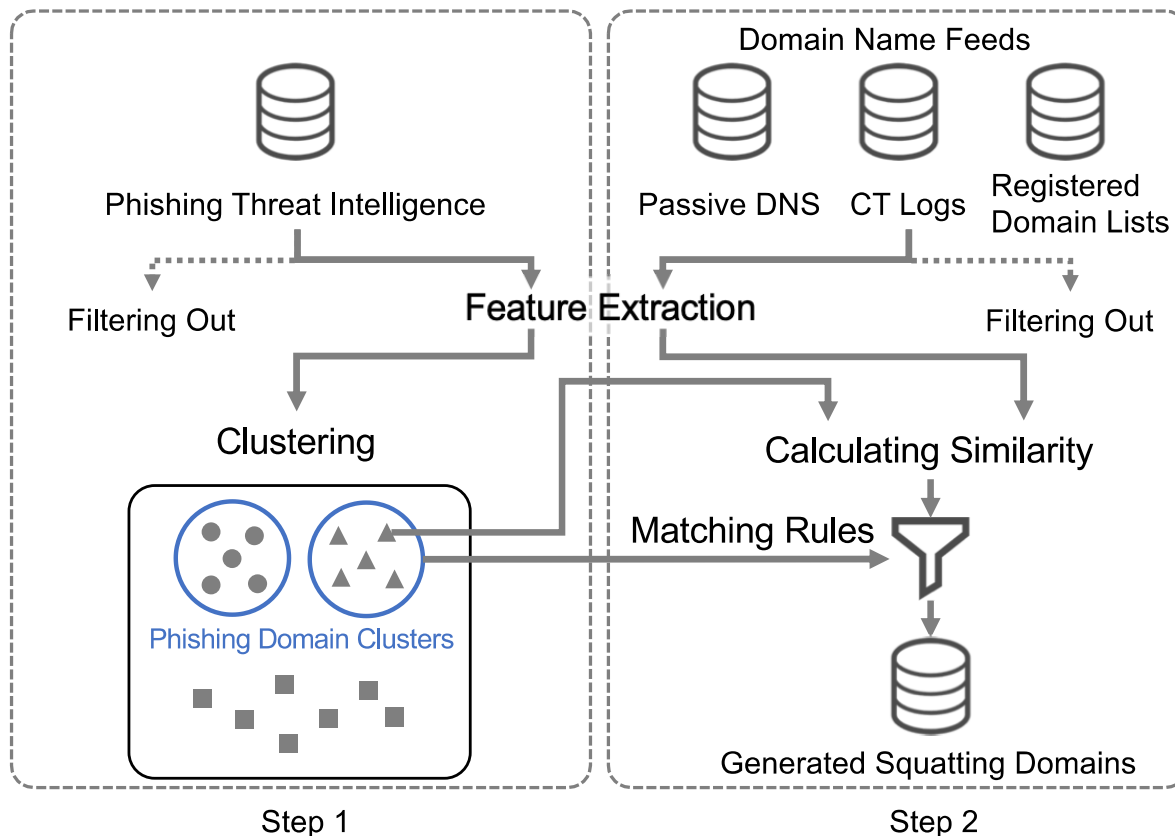 Domain Name Feeds
Phishing Threat Intelligence
Passive DNS
CT Logs
Registered
Domain Lists
Filtering Out
Feature Extraction
Filtering Out
Clustering
Calculating Similarity
Matching Rules
Phishing Domain Clusters
Generated Squatting Domains
Step 1
Step 2